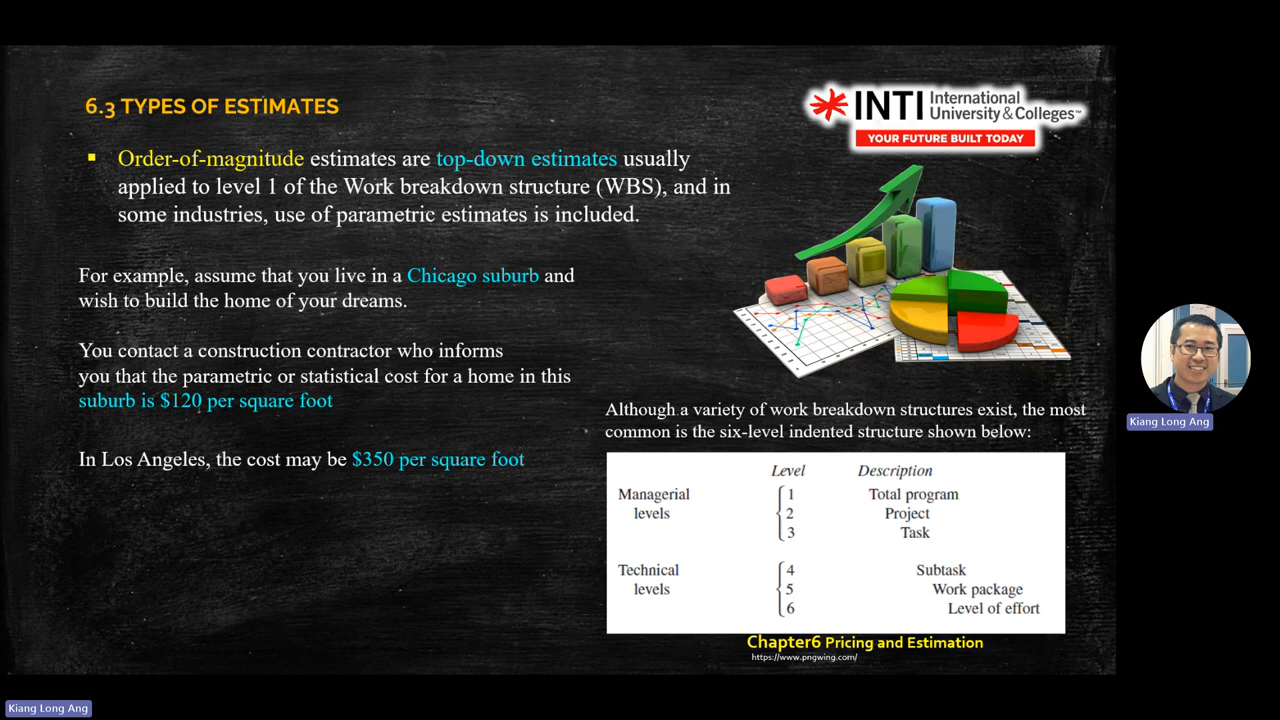 6.3 TYPES OF ESTIMATES
INTI International
University & Colleges™
YOUR FUTURE BUILT TODAY
▪ Order-of-magnitude estimates are top-down estimates usually
applied to level 1 of the Work breakdown structure (WBS), and in
some industries, use of parametric estimates is included.
For example, assume that you live in a Chicago suburb and
wish to build the home of your dreams.
You contact a construction contractor who informs
you that the parametric or statistical cost for a home in this
suburb is $120 per square foot
In Los Angeles, the cost may be $350 per square foot
Although a variety of work breakdown structures exist, the most
common is the six-level indented structure shown below:
Level Description
Managerial 1 Total program
levels 2 Project
3 Task
Technical 4 Subtask
levels 5 Work package
6 Level of effort
Chapter6 Pricing and Estimation
https://www.pngwing.com/
Kiang Long Ang
Kiang Long Ang